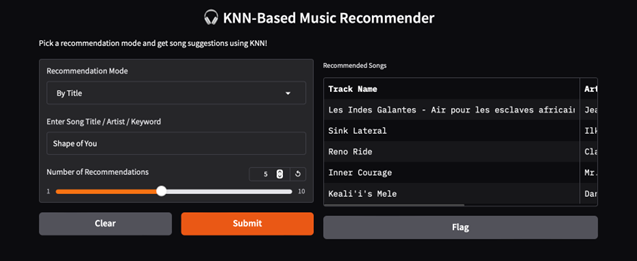 🎧 KNN-Based Music Recommender
Pick a recommendation mode and get song suggestions using KNN!
Recommendation Mode
By Title
Enter Song Title / Artist / Keyword
Shape of You
Number of Recommendations
5
1
10
Clear
Submit
Recommended Songs
Track Name Art
Les Indes Galantes - Air pour les esclaves africain Jea
Sink Lateral Ilk
Reno Ride Cla
Inner Courage Mr.
Keali'i's Mele Dan
Flag